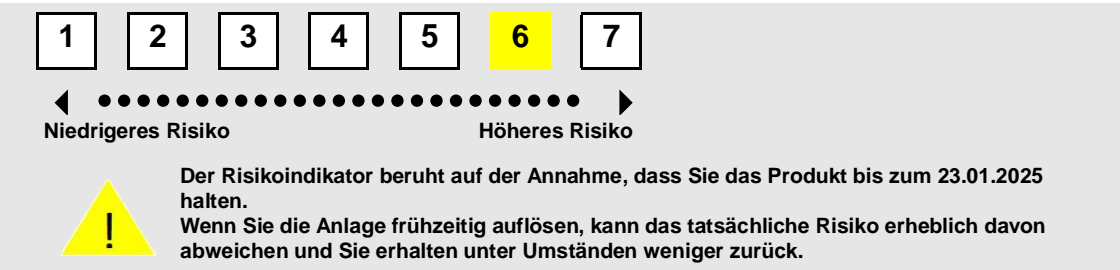 1 2 3 4 5 6 7
Niedrigeres Risiko Höheres Risiko
Der Risikoindikator beruht auf der Annahme, dass Sie das Produkt bis zum 23.01.2025
halten.
Wenn Sie die Anlage frühzeitig auflösen, kann das tatsächliche Risiko erheblich davon
abweichen und Sie erhalten unter Umständen weniger zurück.
!